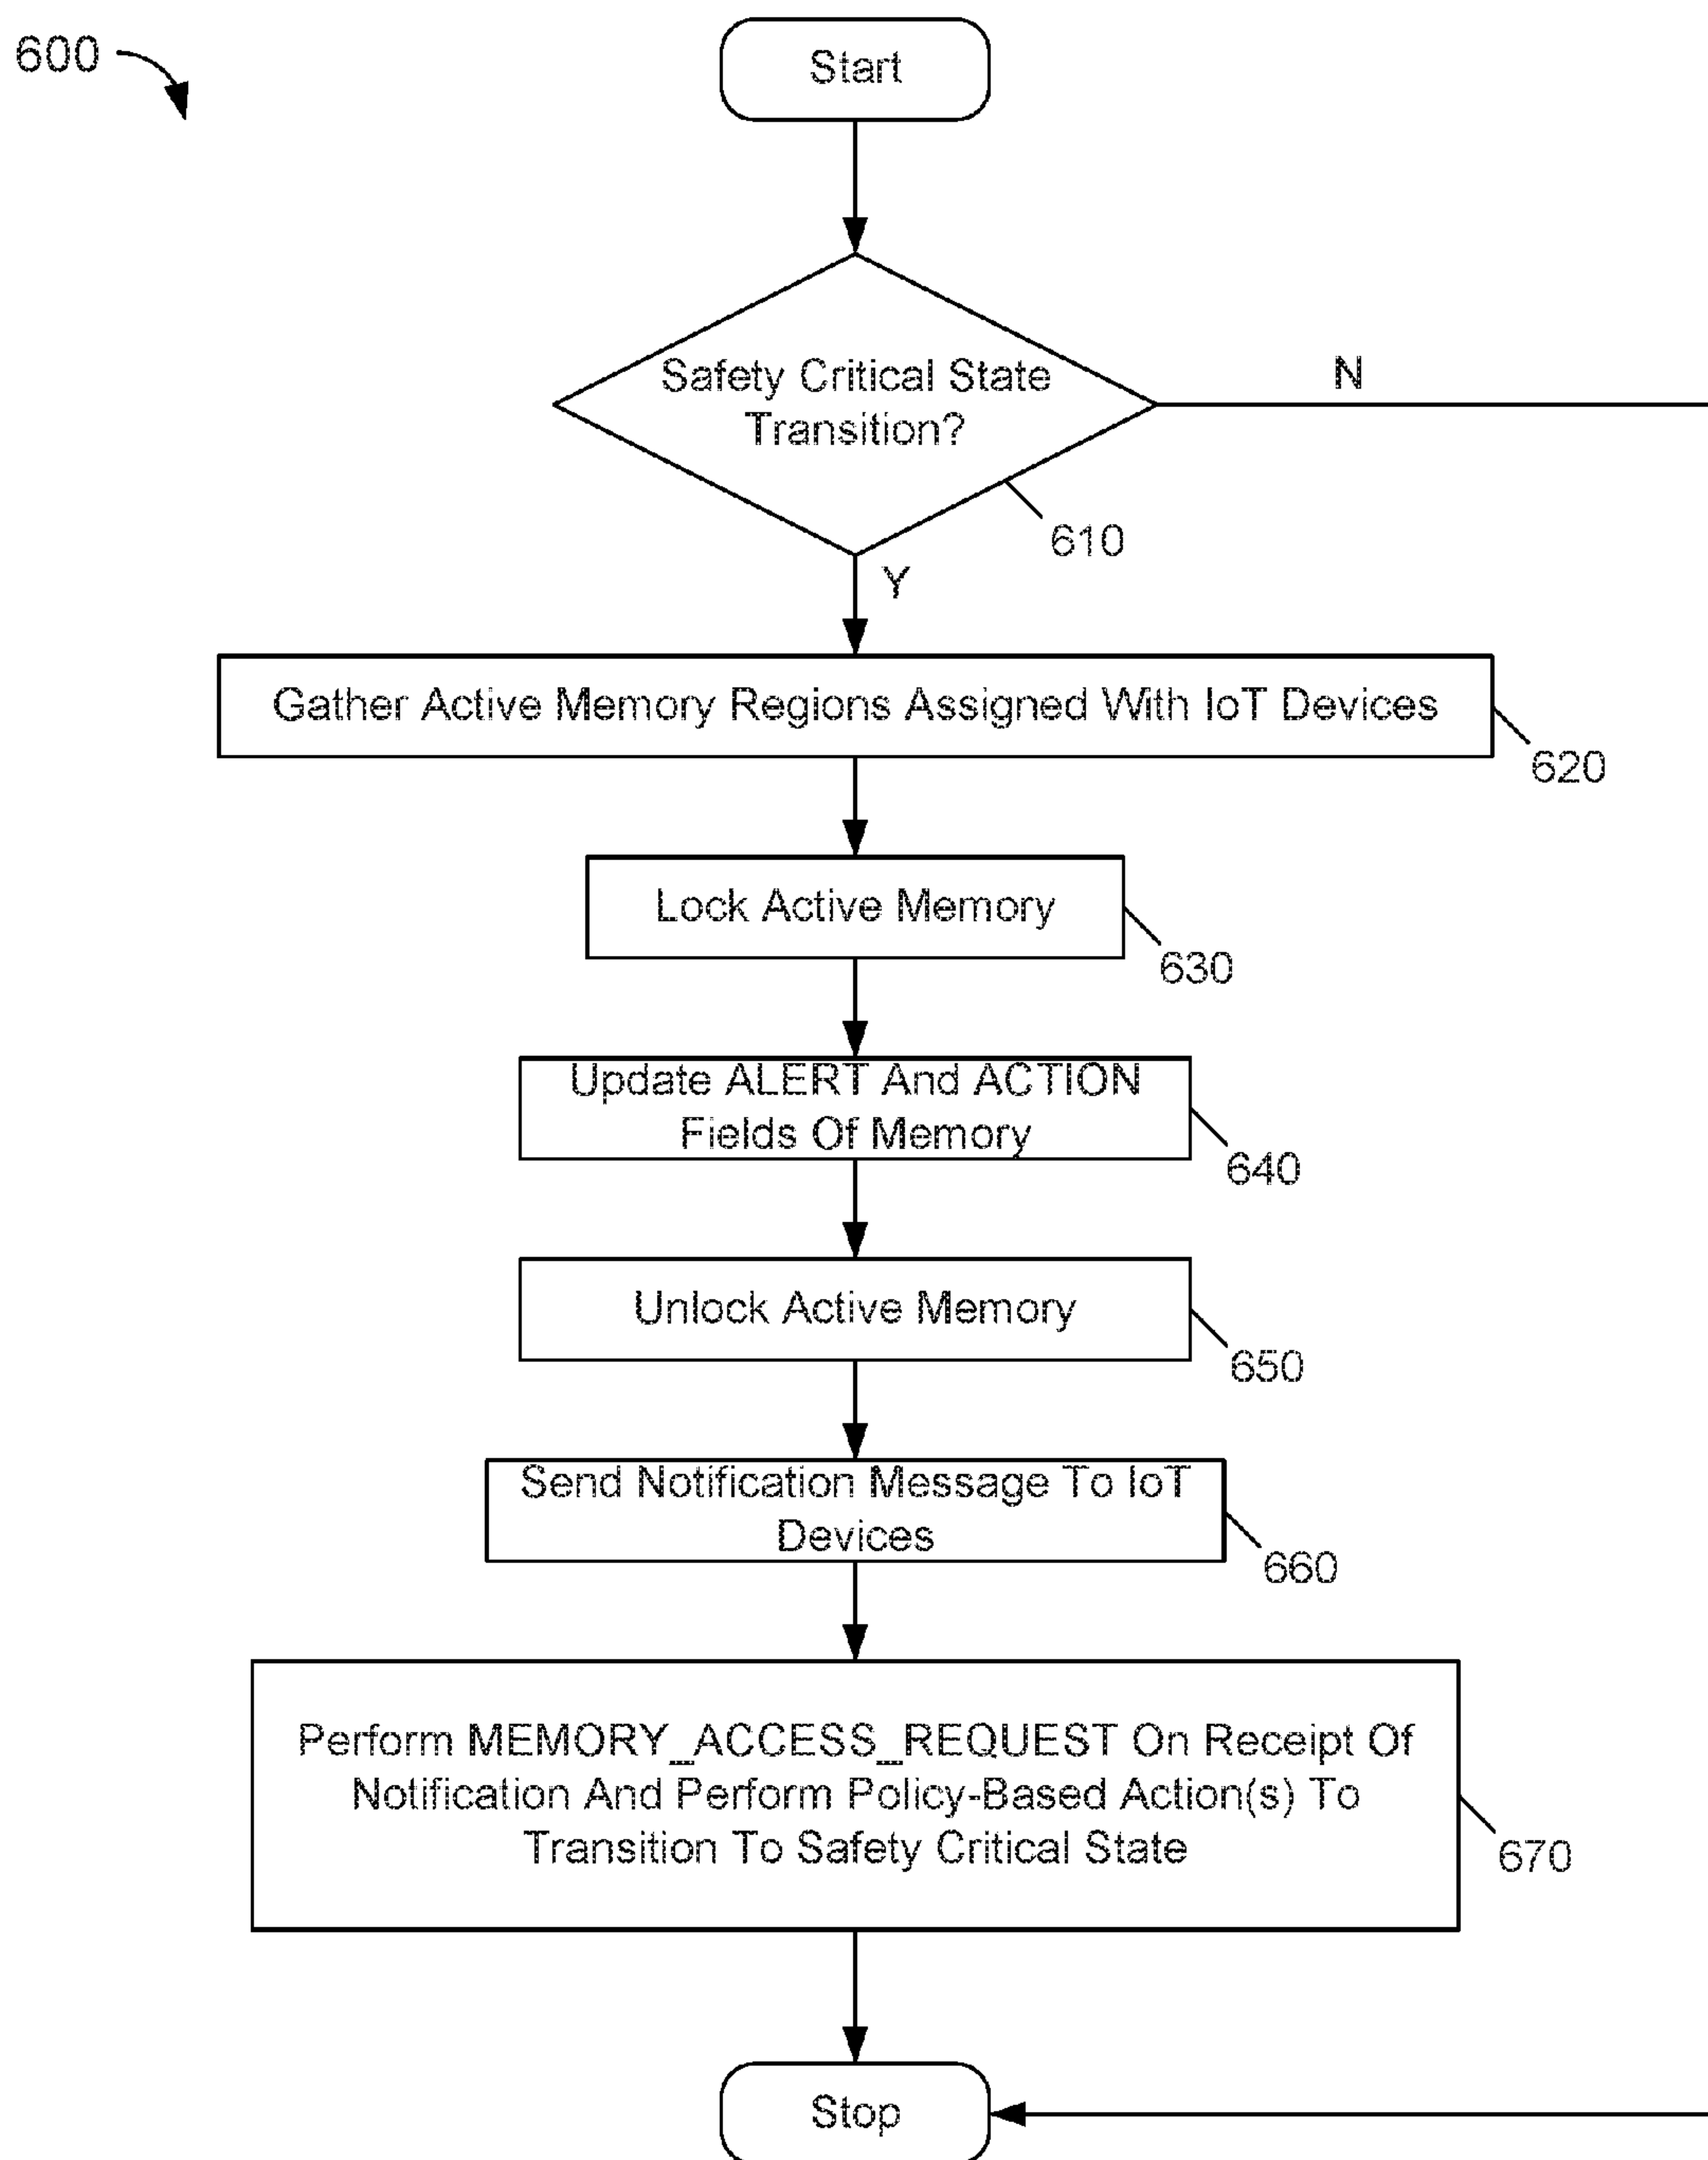 600
Start
Safety Critical State
Transition?
N
610
Y
Gather Active Memory Regions Assigned With IoT Devices
620
Lock Active Memory
630
Update ALERT And ACTION
Fields Of Memory
640
Unlock Active Memory
650
Send Notification Message To IoT
Devices
660
Perform MEMORY_ACCESS_REQUEST On Receipt Of
Notification And Perform Policy-Based Action(s) To
Transition To Safety Critical State
670
Stop